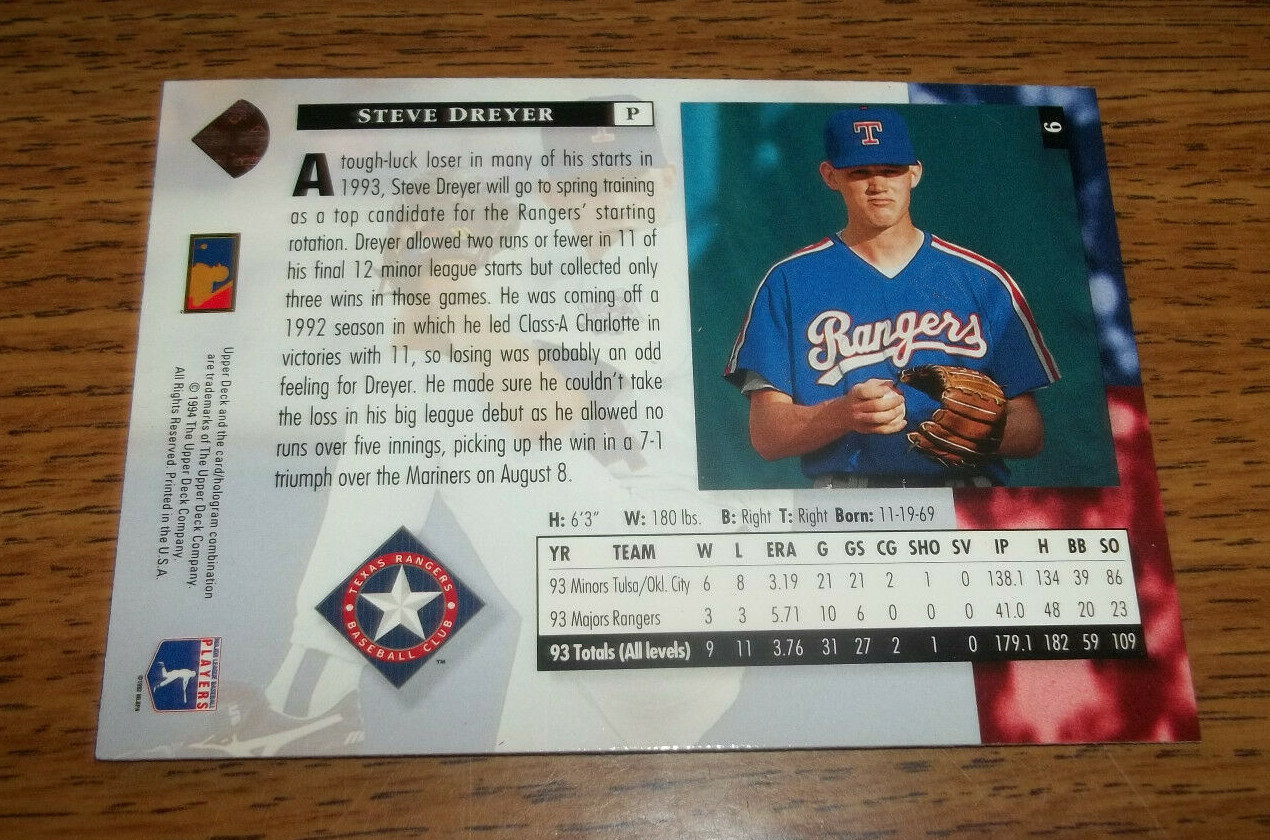 STEVE DREYER P
A tough-luck loser in many of his starts in
1993, Steve Dreyer will go to spring training
as a top candidate for the Rangers' starting
rotation. Dreyer allowed two runs or fewer in 11 of
his final 12 minor league starts but collected only
three wins in those games. He was coming off a
1992 season in which he led Class-A Charlotte in
victories with 11, so losing was probably an odd
feeling for Dreyer. He made sure he couldn't take
the loss in his big league debut as he allowed no
runs over five innings, picking up the win in a 7-1
triumph over the Mariners on August 8.
6
T
Rangers
H: 6'3" W: 180 lbs. B: Right T: Right Born: 11-19-69
YR TEAM W L ERA G GS CG SHO SV IP H BB SO
93 Minors Tulsa/Okl. City 6 8 3.19 21 21 2 1 0 138.1 134 39 86
93 Majors Rangers 3 3 5.71 10 6 0 0 0 41.0 48 20 23
93 Totals (All levels) 9 11 3.76 31 27 2 1 0 179.1 182 59 109
TEXAS RANGERS
BASEBALL CLUB
TM
Upper Deck and the card/hologram combination
are trademarks of The Upper Deck Company.
© 1994 The Upper Deck Company.
All Rights Reserved. Printed in the U.S.A.
MAJOR LEAGUE BASEBALL
PLAYERS